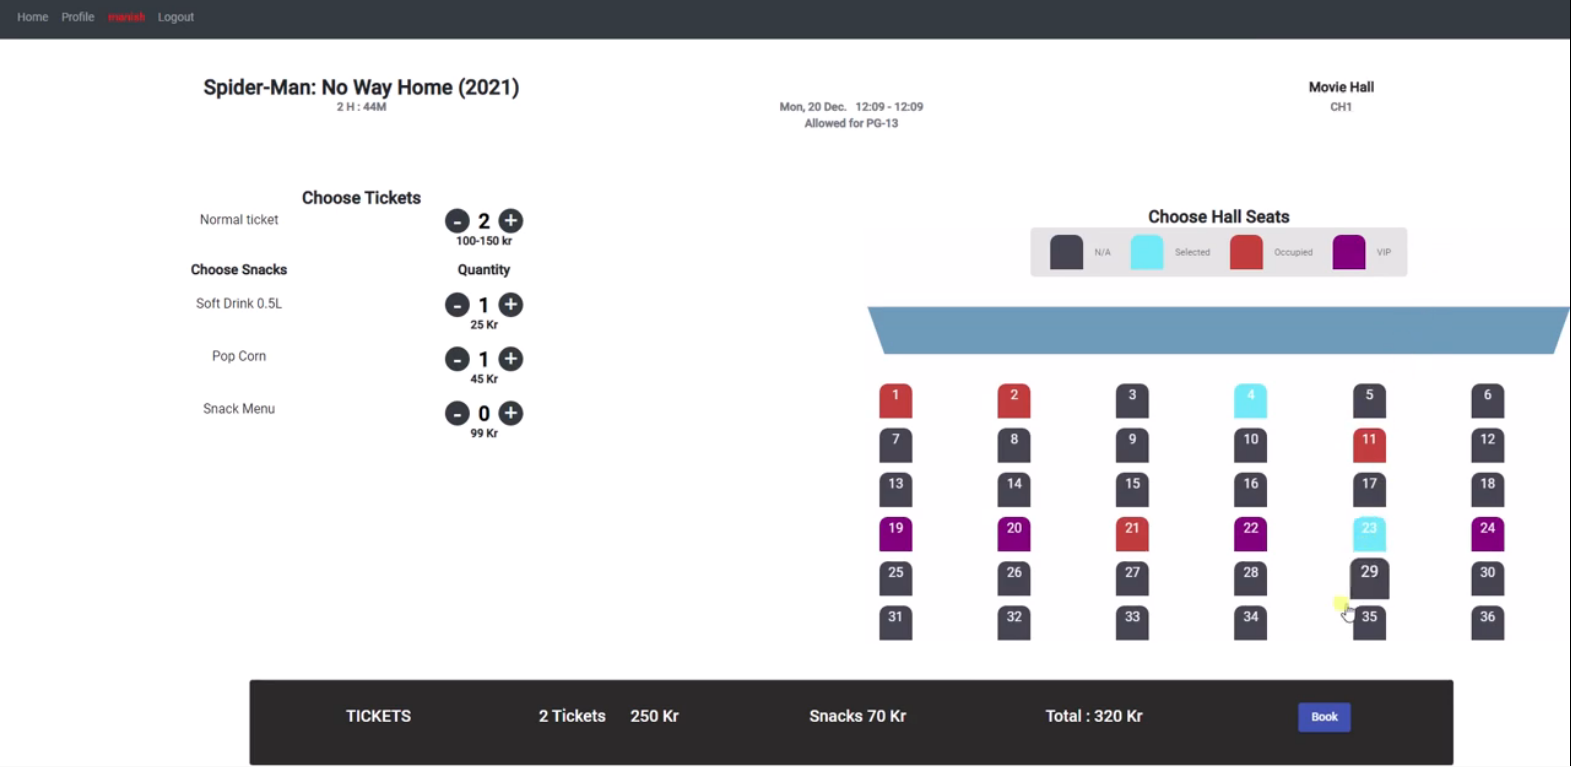 Home Profile manish Logout
Spider-Man: No Way Home (2021)
2 H : 44M
Mon, 20 Dec. 12:09 - 12:09
Allowed for PG-13
Movie Hall
CH1
Choose Tickets
Normal ticket - 2 +
100-150 kr
Choose Snacks Quantity
Soft Drink 0.5L - 1 +
25 Kr
Pop Corn - 1 +
45 Kr
Snack Menu - 0 +
99 Kr
Choose Hall Seats
N/A Selected Occupied VIP
1 2 3 4 5 6
7 8 9 10 11 12
13 14 15 16 17 18
19 20 21 22 23 24
25 26 27 28 29 30
31 32 33 34 35 36
TICKETS 2 Tickets 250 Kr Snacks 70 Kr Total : 320 Kr Book